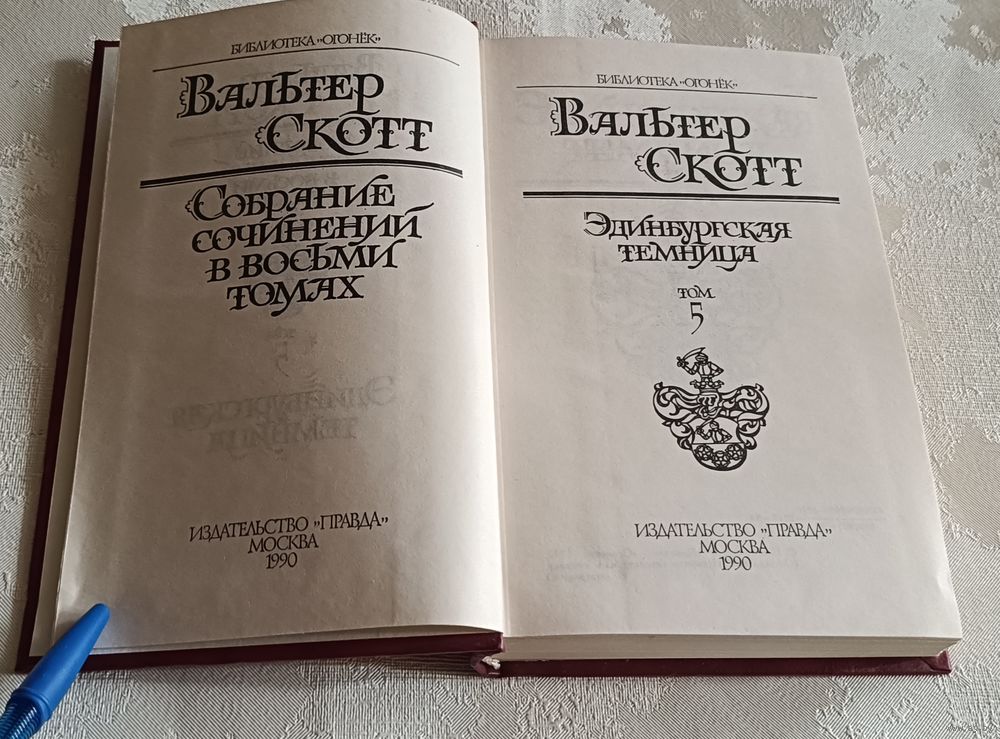 БИБЛИОТЕКА „ОГОНЁК”
ВАЛЬТЕР
СКОТТ
СОБРАНИЕ
СОЧИНЕНИЙ
В ВОСЬМИ
ТОМАХ
ИЗДАТЕЛЬСТВО „ПРАВДА”
МОСКВА
1990
БИБЛИОТЕКА „ОГОНЁК”
ВАЛЬТЕР
СКОТТ
ЭДИНБУРГСКАЯ
ТЕМНИЦА
ТОМ
5
ИЗДАТЕЛЬСТВО „ПРАВДА”
МОСКВА
1990